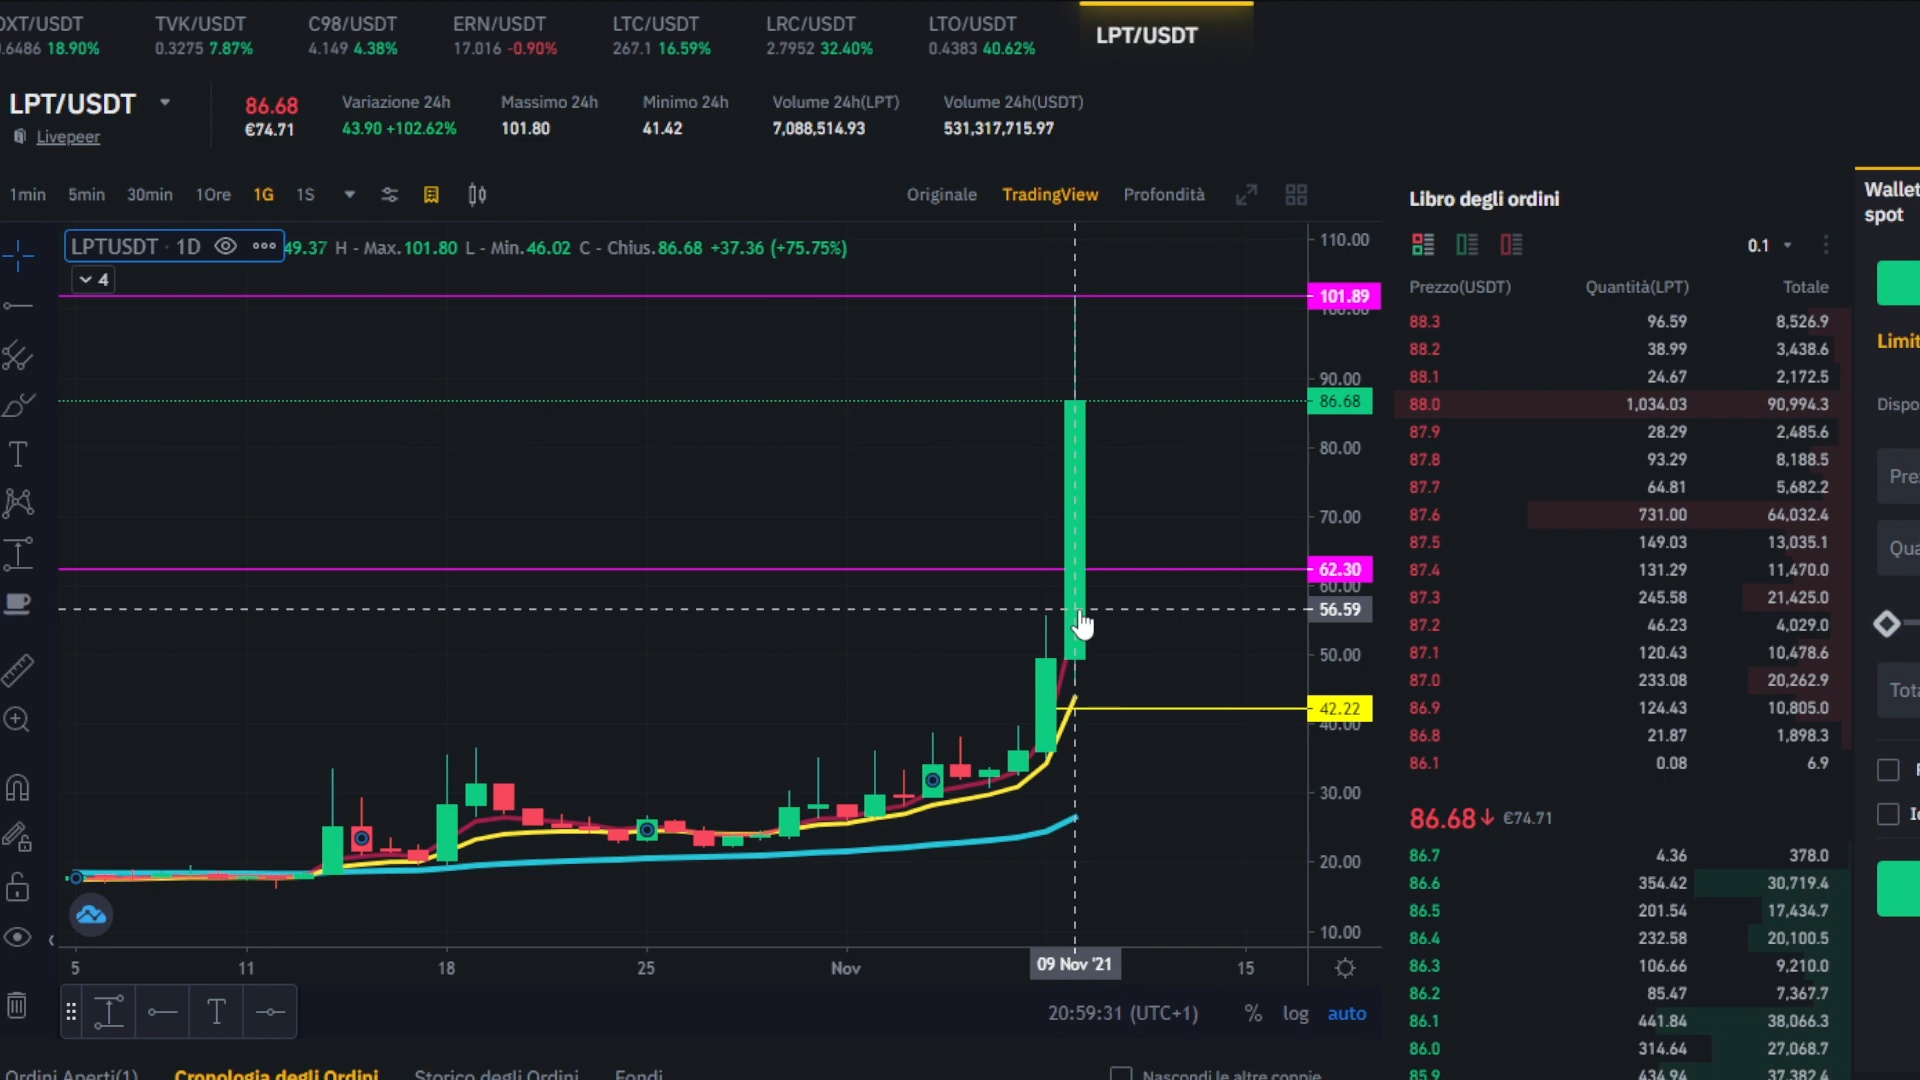 OXT/USDT TVK/USDT C98/USDT ERN/USDT LTC/USDT LRC/USDT LTO/USDT LPT/USDT
.6486 18.90% 0.3275 7.87% 4.149 4.38% 17.016 -0.90% 267.1 16.59% 2.7952 32.40% 0.4383 40.62%
LPT/USDT 86.68 Variazione 24h Massimo 24h Minimo 24h Volume 24h(LPT) Volume 24h(USDT)
Livepeer €74.71 43.90 +102.62% 101.80 41.42 7,088,514.93 531,317,715.97
1min 5min 30min 1Ore 1G 1S Originale TradingView Profondità
LPTUSDT · 1D 49.37 H - Max. 101.80 L - Min. 46.02 C - Chius. 86.68 +37.36 (+75.75%)
4
110.00
101.89
100.00
90.00
86.68
80.00
70.00
62.30
60.00
56.59
50.00
42.22
40.00
30.00
20.00
10.00
5 11 18 25 Nov 09 Nov '21 15
20:59:31 (UTC+1) % log auto
Ordini Aperti(1) Cronologia degli Ordini Storico degli Ordini Fondi Nascondi le altre coppie
Libro degli ordini
0.1
Prezzo(USDT) Quantità(LPT) Totale
88.3 96.59 8,526.9
88.2 38.99 3,438.6
88.1 24.67 2,172.5
88.0 1,034.03 90,994.3
87.9 28.29 2,485.6
87.8 93.29 8,188.5
87.7 64.81 5,682.2
87.6 731.00 64,032.4
87.5 149.03 13,035.1
87.4 131.29 11,470.0
87.3 245.58 21,425.0
87.2 46.23 4,029.0
87.1 120.43 10,478.6
87.0 233.08 20,262.9
86.9 124.43 10,805.0
86.8 21.87 1,898.3
86.1 0.08 6.9
86.68↓ €74.71
86.7 4.36 378.0
86.6 354.42 30,719.4
86.5 201.54 17,434.7
86.4 232.58 20,100.5
86.3 106.66 9,210.0
86.2 85.47 7,367.7
86.1 441.84 38,066.3
86.0 314.64 27,068.7
85.9 434.94 37,382.4
Wallet
spot
Limit
Dispo
Prez
Qua
Tota